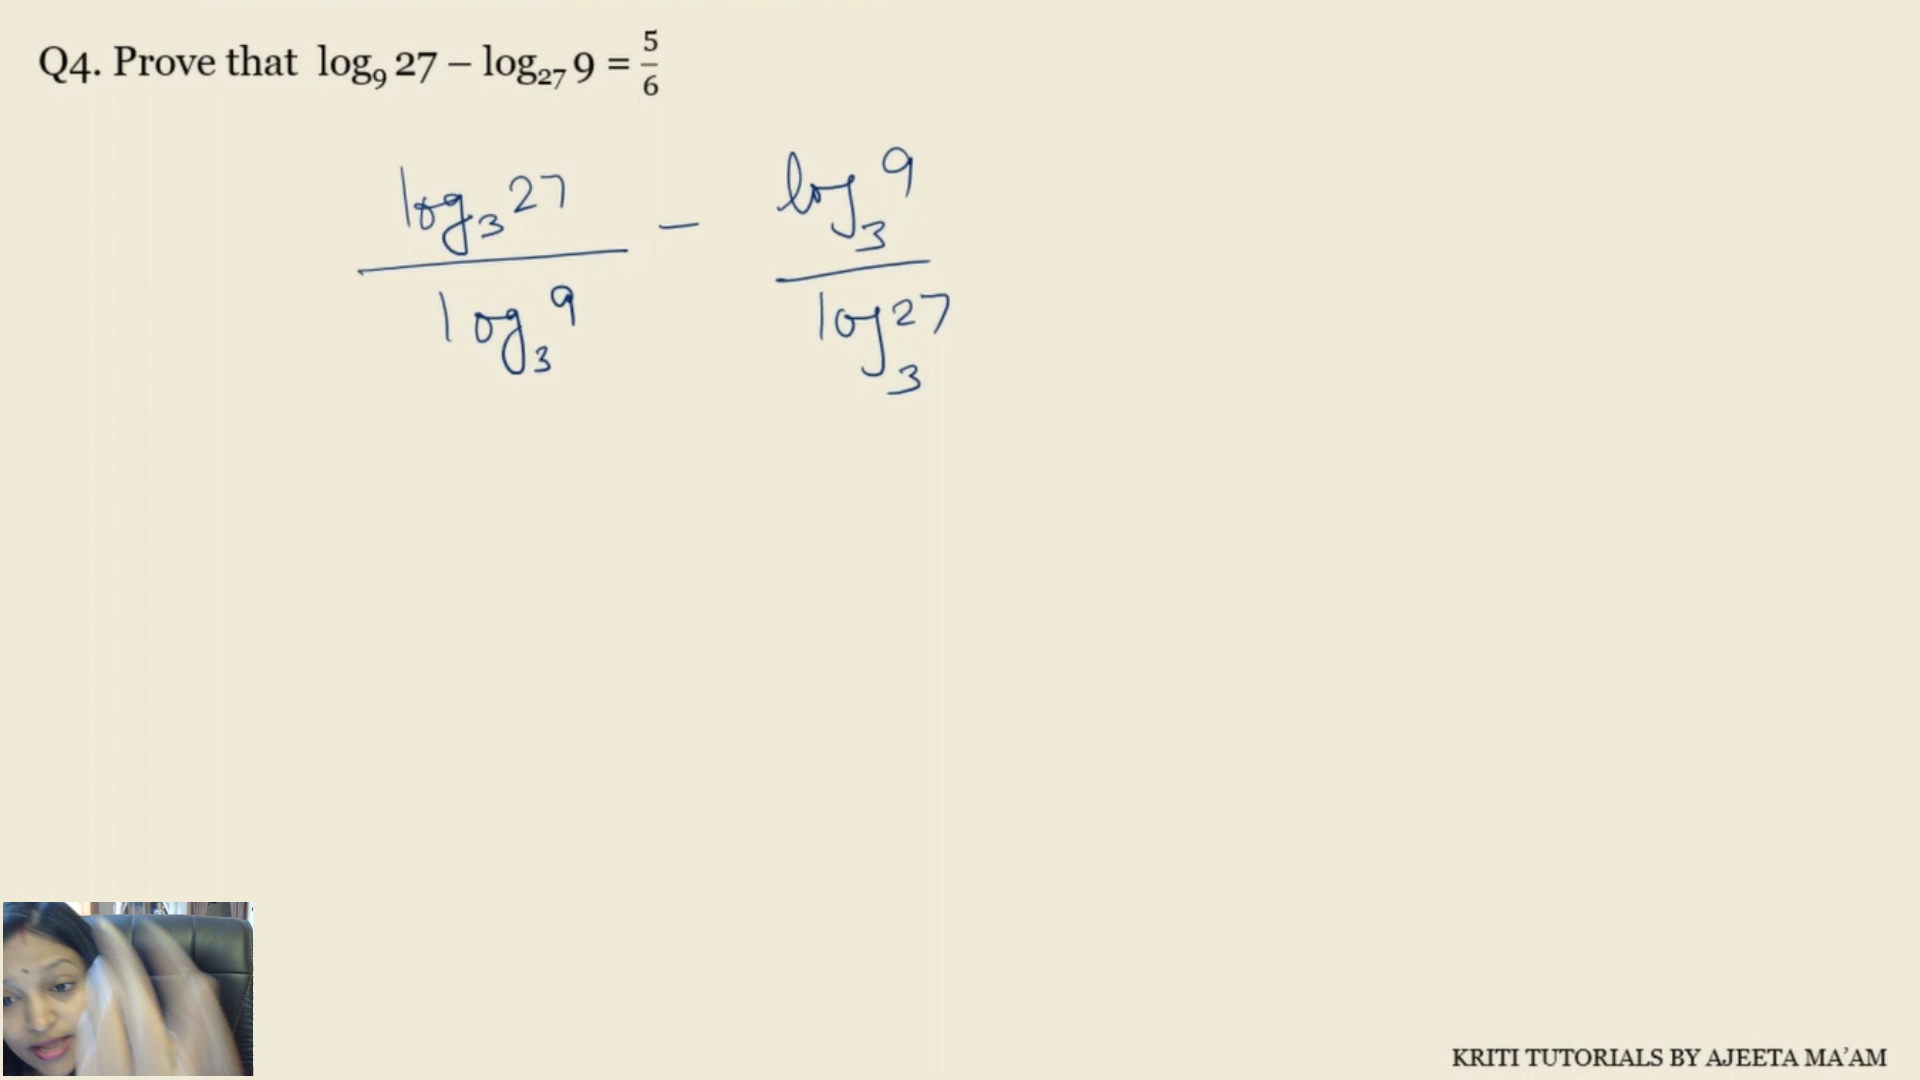 Q4. Prove that log₉ 27 – log₂₇ 9 = 5/6
log₃ 27 – log₃ 9
log₃ 9 log₃ 27
KRITI TUTORIALS BY AJEETA MA’AM